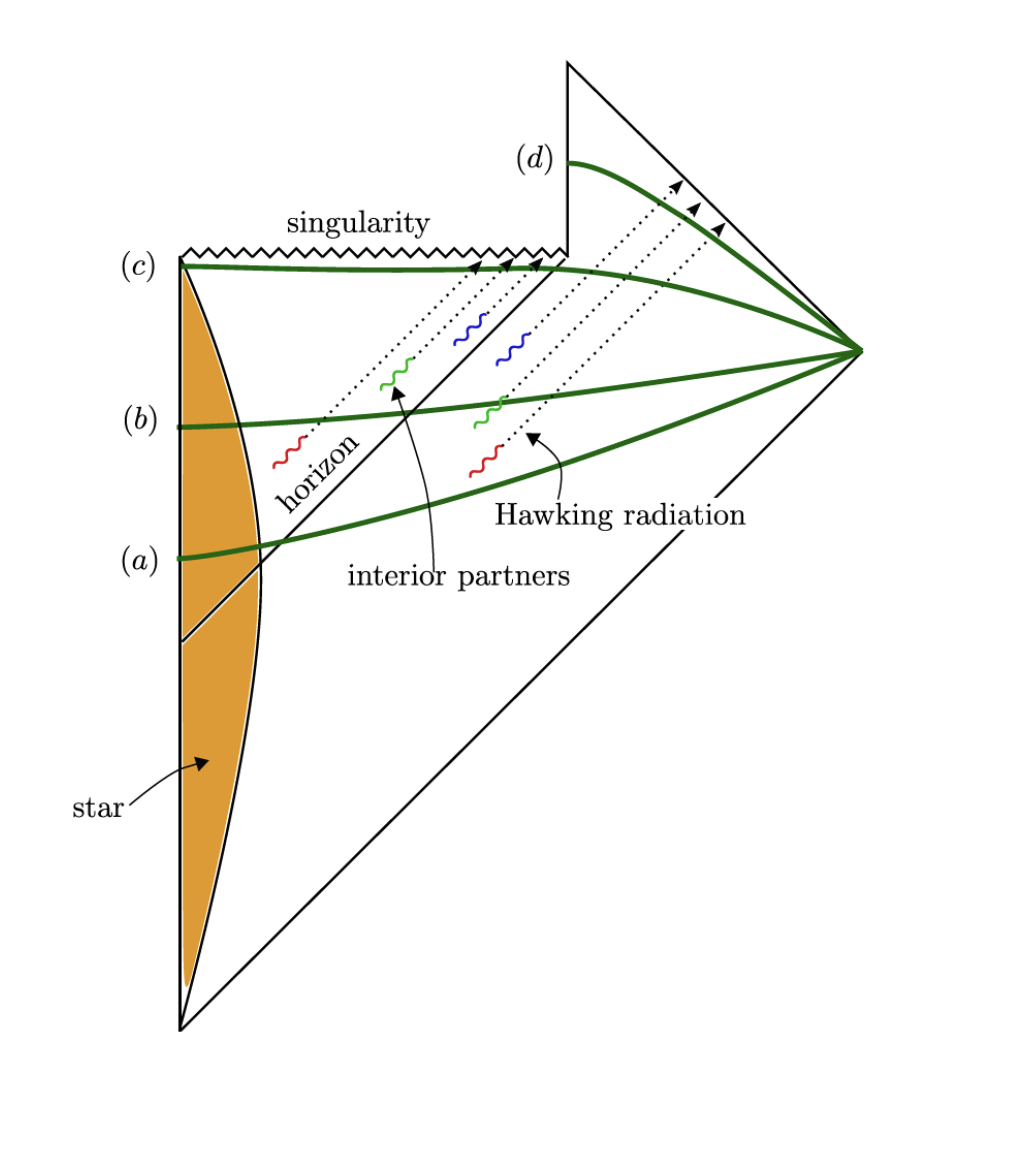 (d)
singularity
(c)
(b)
horizon
Hawking radiation
(a)
interior partners
star